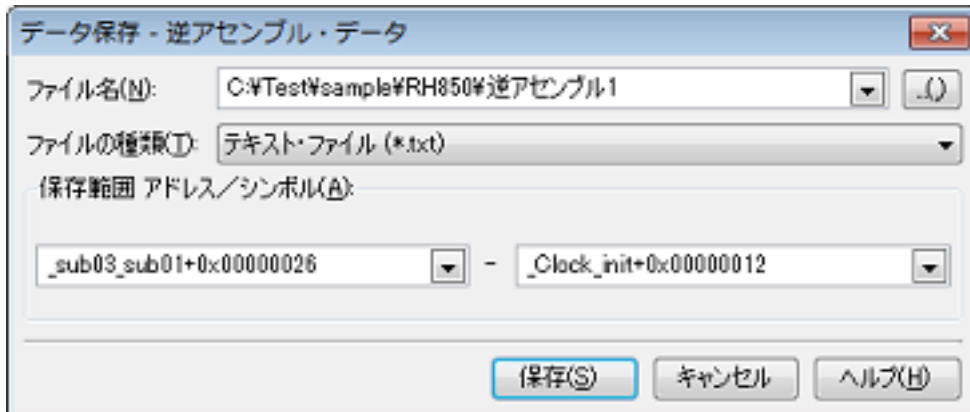 データ保存 - 逆アセンブル・データ
ファイル名(N): C:¥Test¥sample¥RH850¥逆アセンブル1 ...()
ファイルの種類(T): テキスト・ファイル (*.txt)
保存範囲 アドレス／シンボル(A):
_sub03_sub01+0x00000026 - _Clock_init+0x00000012
保存(S) キャンセル ヘルプ(H)